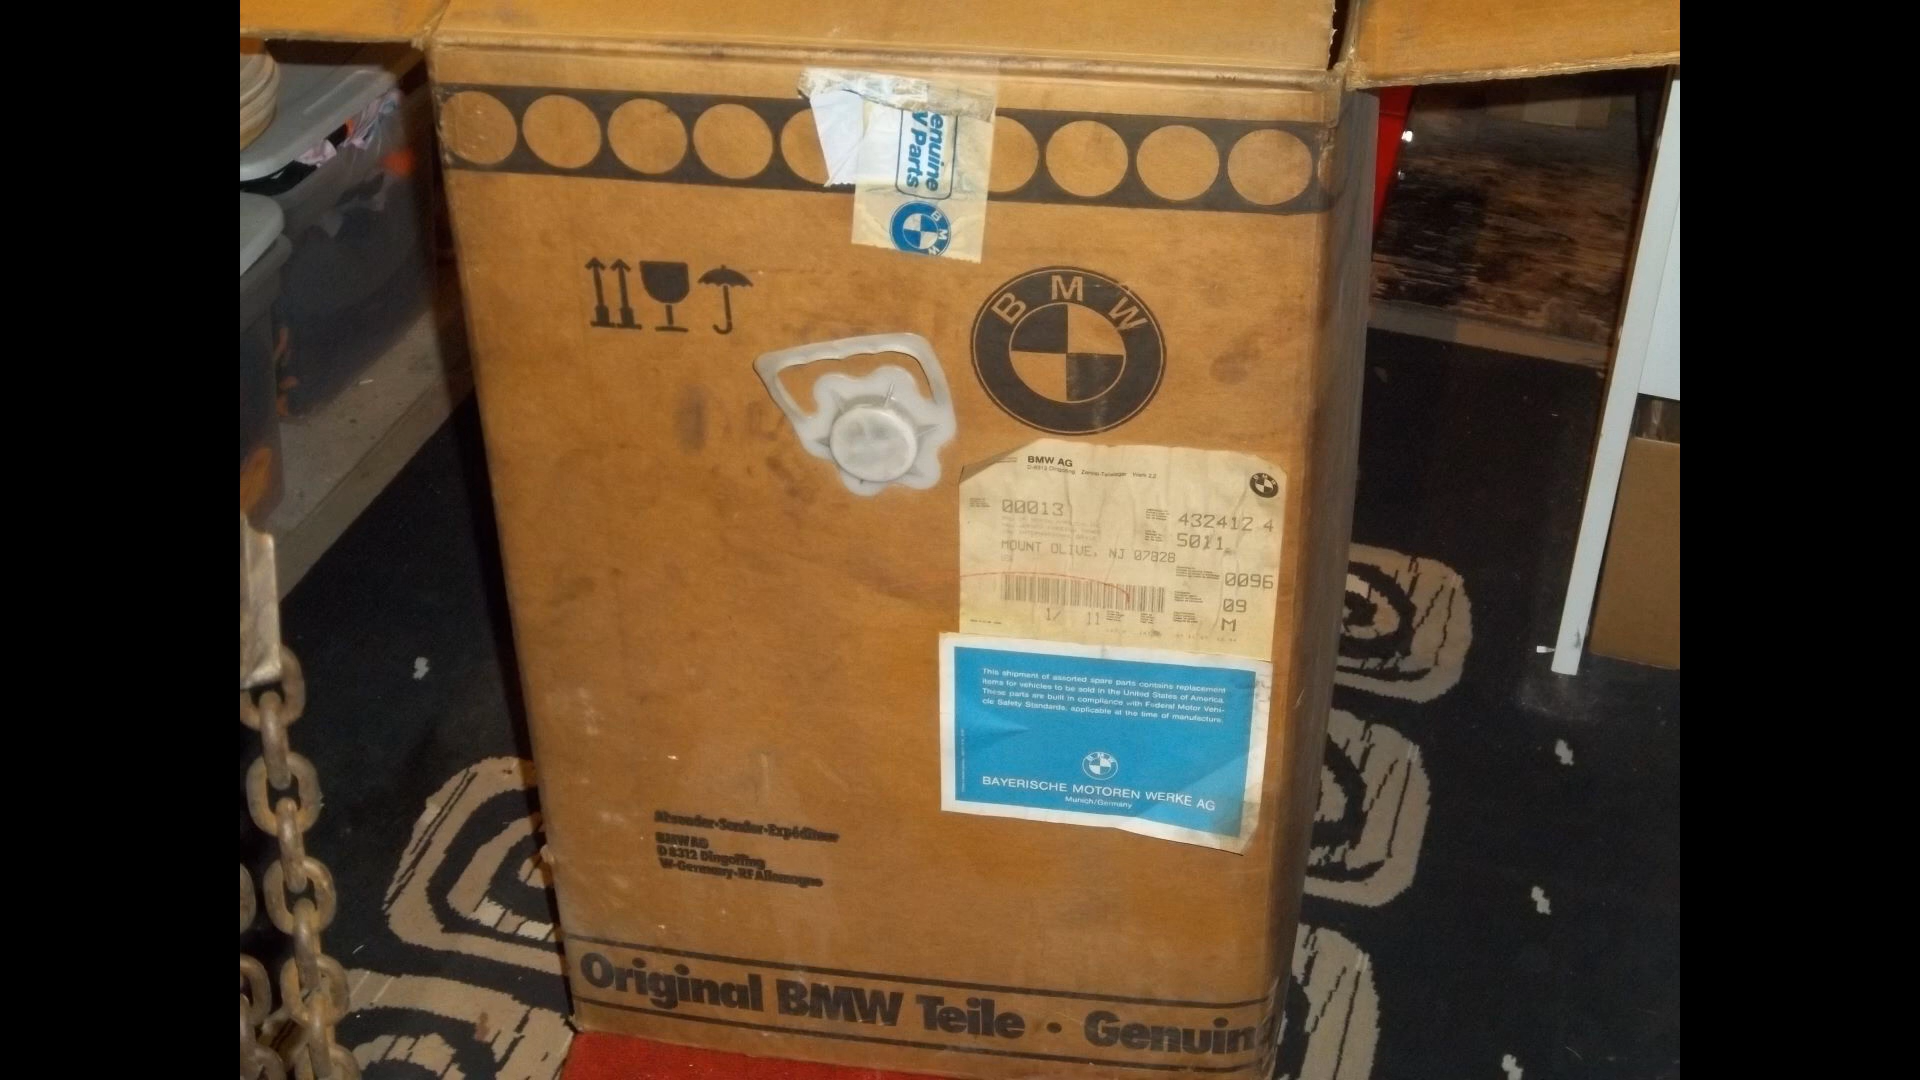 enuine
Parts
BMW
BMW
BMW AG
00013
432412 4
5011
MOUNT OLIVE, NJ 07828
0096
09
1/ 11
M
This shipment of assorted spare parts contains replacement
items for vehicles to be sold in the United States of America.
These parts are built in compliance with Federal Motor Vehi-
cle Safety Standards, applicable at the time of manufacture.
BMW
BAYERISCHE MOTOREN WERKE AG
Munich/Germany
Absender·Sender·Expéditeur
BMW AG
D 8312 Dingolfing
W-Germany·RF Allemagne
Original BMW Teile · Genuin